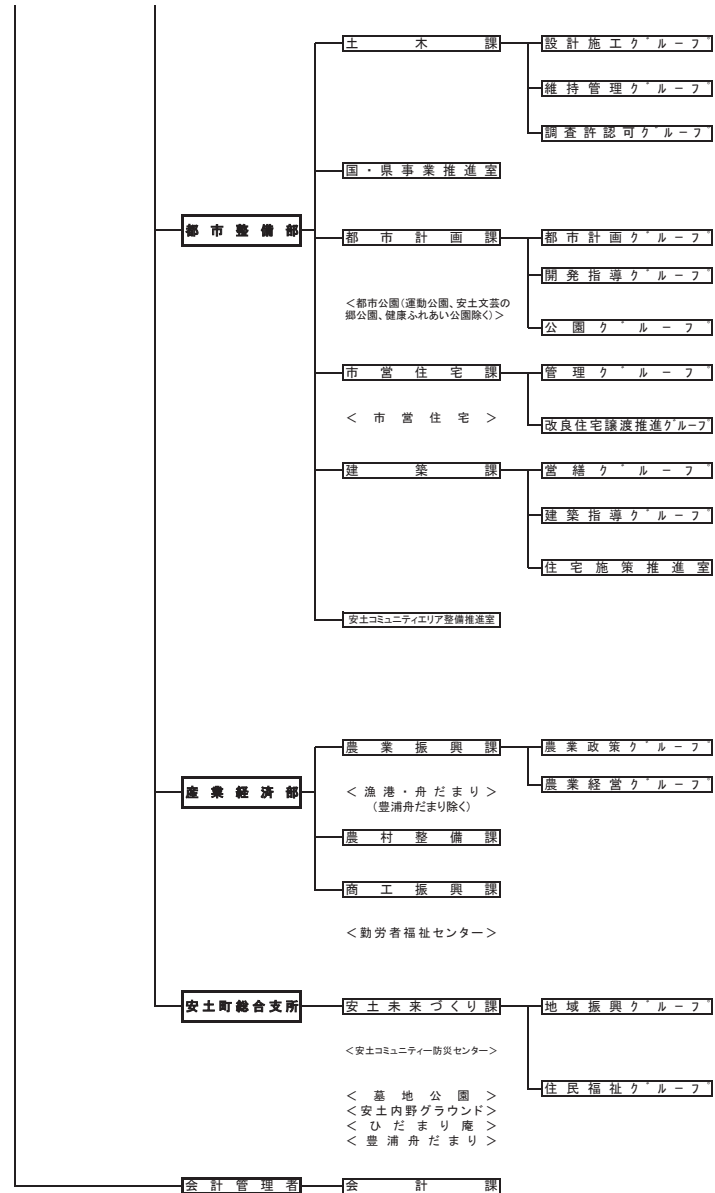 土木課
設計施工グループ
維持管理グループ
調査許認可グループ
国・県事業推進室
都市整備部
都市計画課
都市計画グループ
開発指導グループ
<都市公園(運動公園、安土文芸の
郷公園、健康ふれあい公園除く)>
公園グループ
市営住宅課
管理グループ
<市営住宅>
改良住宅譲渡推進グループ
建築課
営繕グループ
建築指導グループ
住宅施策推進室
安土コミュニティエリア整備推進室
農業振興課
農業政策グループ
産業経済部
<漁港・舟だまり>
(豊浦舟だまり除く)
農業経営グループ
農村整備課
商工振興課
<勤労者福祉センター>
安土町総合支所
安土未来づくり課
地域振興グループ
<安土コミュニティー防災センター>
住民福祉グループ
<墓地公園>
<安土内野グラウンド>
<ひだまり庵>
<豊浦舟だまり>
会計管理者
会計課